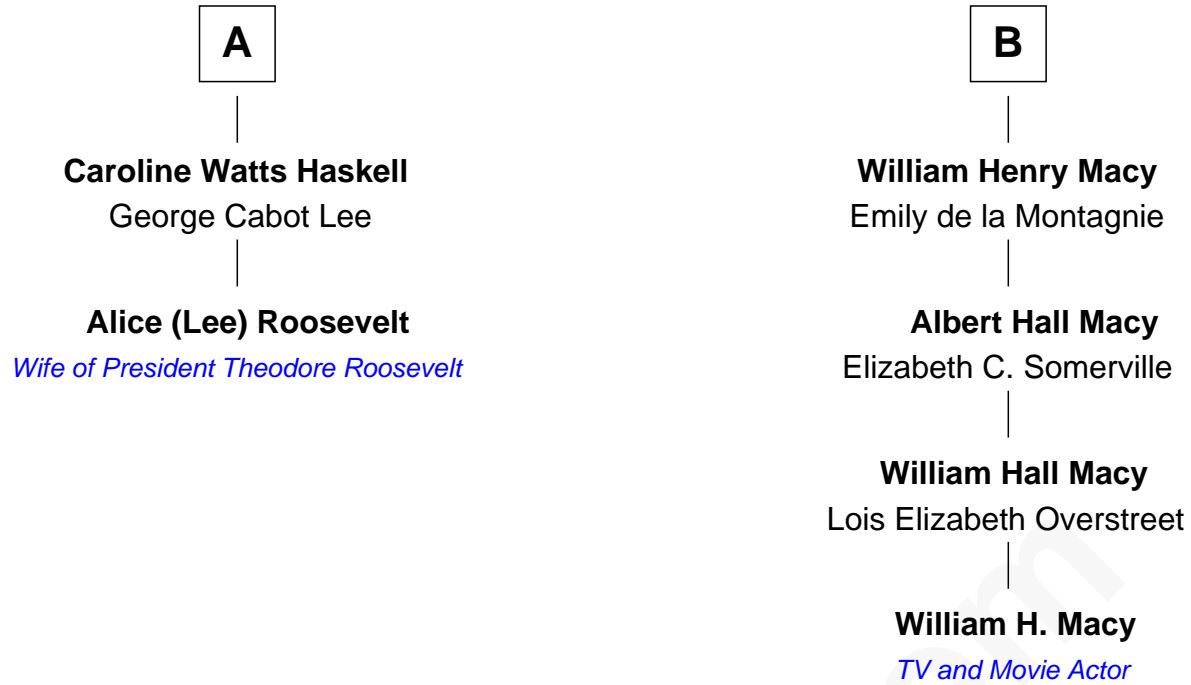 A
Caroline Watts Haskell
George Cabot Lee
Alice (Lee) Roosevelt
Wife of President Theodore Roosevelt
B
William Henry Macy
Emily de la Montagnie
Albert Hall Macy
Elizabeth C. Somerville
William Hall Macy
Lois Elizabeth Overstreet
William H. Macy
TV and Movie Actor